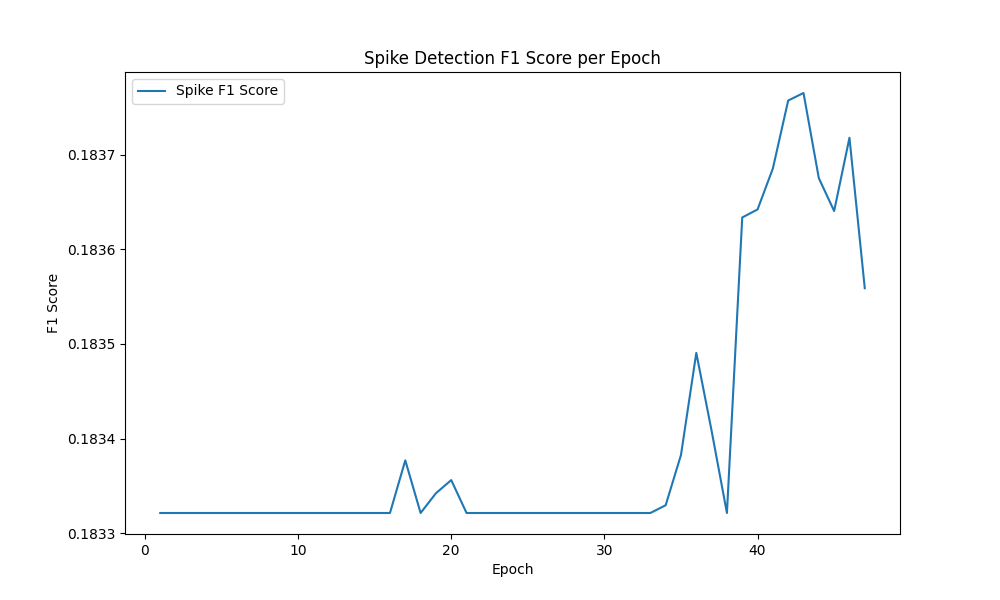 Spike Detection F1 Score per Epoch
Spike F1 Score
0.1837
0.1836
0.1835
0.1834
0.1833
F1 Score
0 10 20 30 40
Epoch